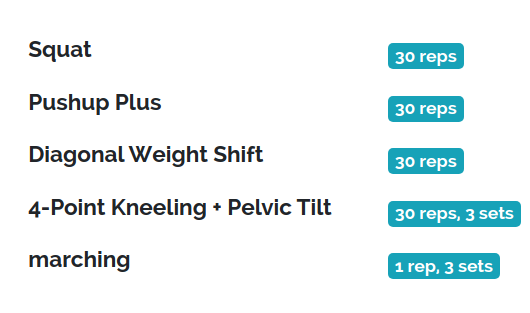 Squat 30 reps
Pushup Plus 30 reps
Diagonal Weight Shift 30 reps
4-Point Kneeling + Pelvic Tilt 30 reps, 3 sets
marching 1 rep, 3 sets